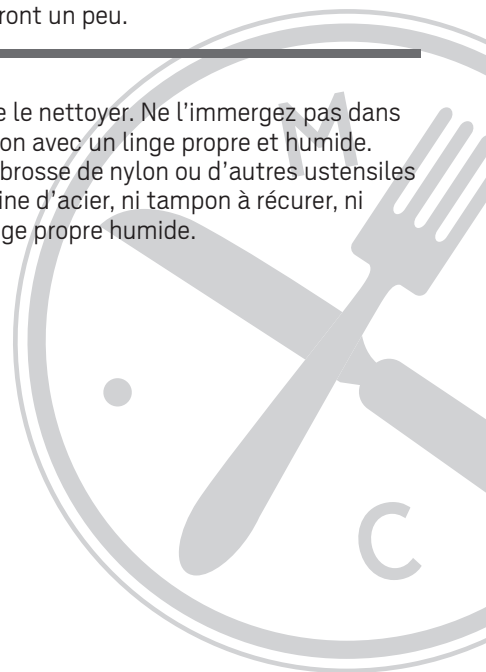 ront un peu.
e le nettoyer. Ne l’immergez pas dans
on avec un linge propre et humide.
brosse de nylon ou d’autres ustensiles
ine d’acier, ni tampon à récurer, ni
ge propre humide.
M
C